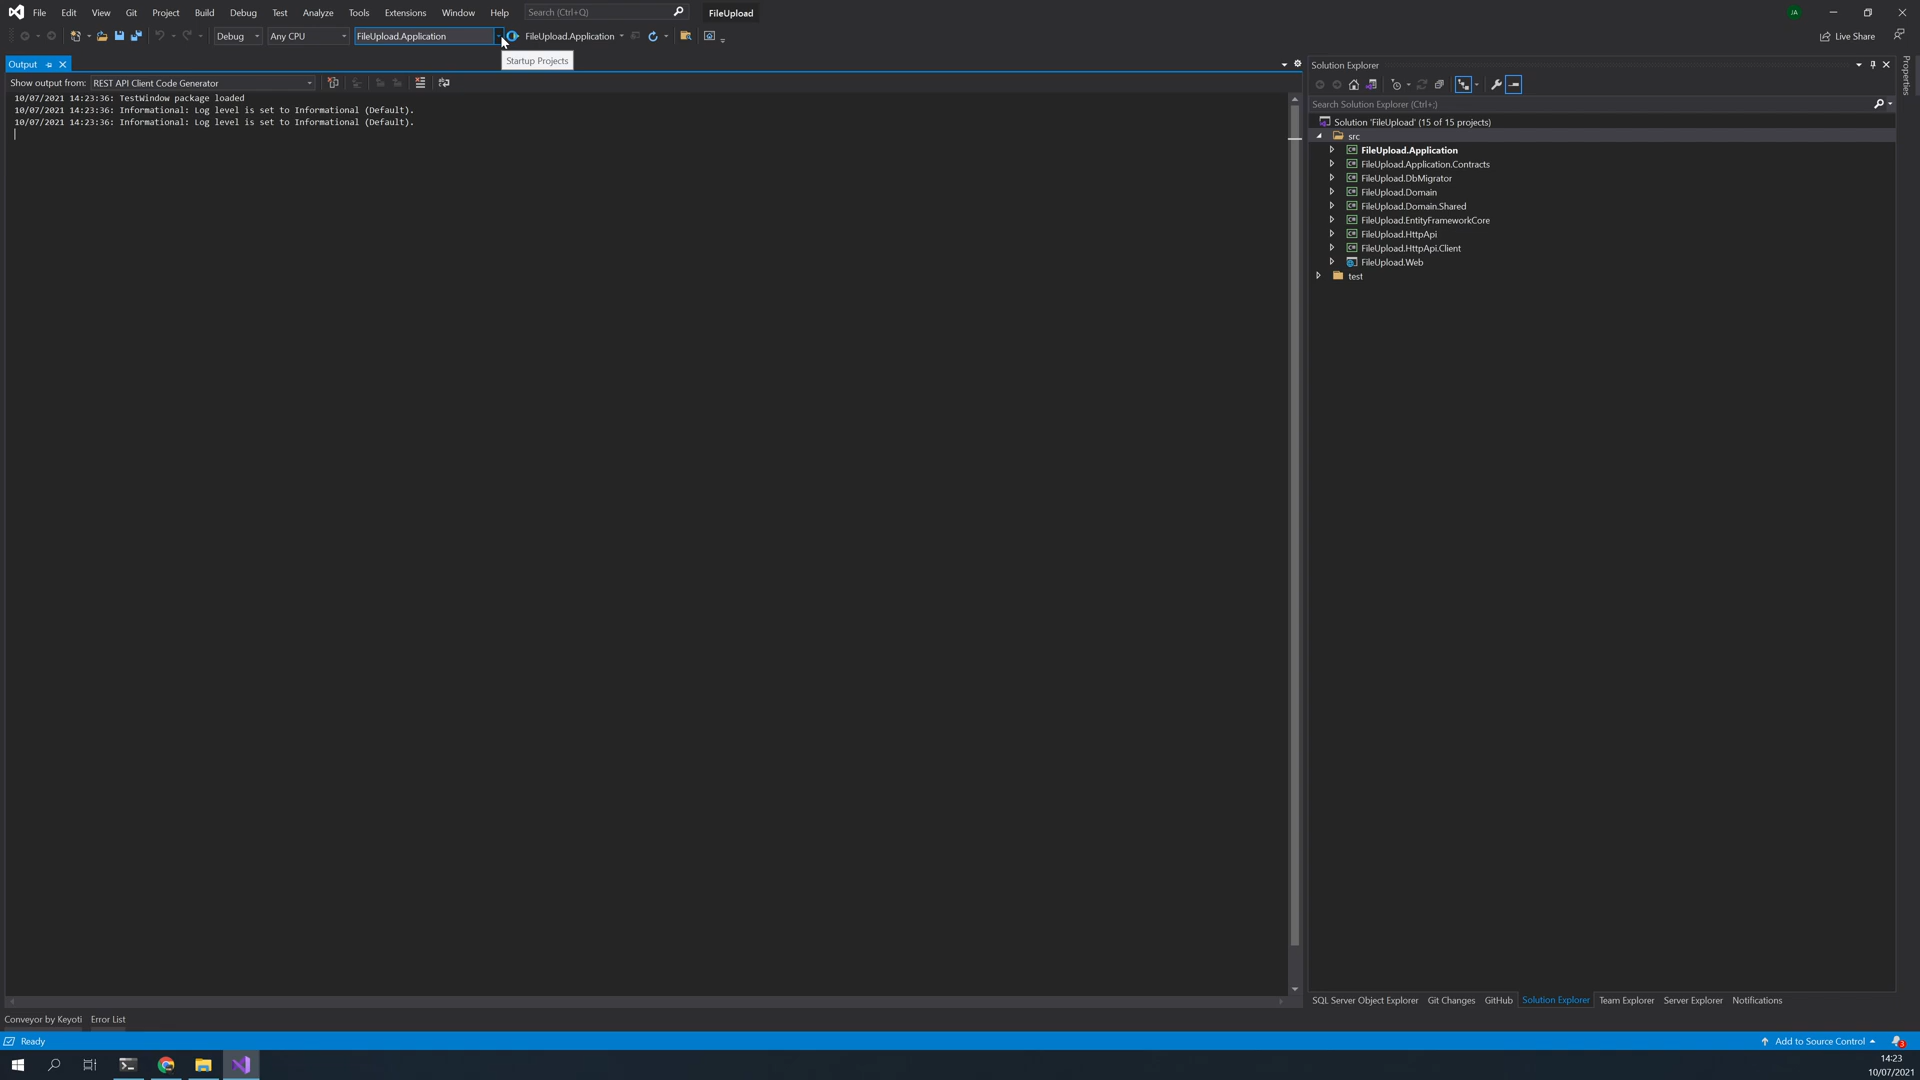 File Edit View Git Project Build Debug Test Analyze Tools Extensions Window Help Search (Ctrl+Q) FileUpload JA
Debug Any CPU FileUpload.Application FileUpload.Application Live Share
Startup Projects
Output
Show output from: REST API Client Code Generator
10/07/2021 14:23:36: TestWindow package loaded
10/07/2021 14:23:36: Informational: Log level is set to Informational (Default).
10/07/2021 14:23:36: Informational: Log level is set to Informational (Default).
Solution Explorer
Search Solution Explorer (Ctrl+;)
Solution 'FileUpload' (15 of 15 projects)
src
FileUpload.Application
FileUpload.Application.Contracts
FileUpload.DbMigrator
FileUpload.Domain
FileUpload.Domain.Shared
FileUpload.EntityFrameworkCore
FileUpload.HttpApi
FileUpload.HttpApi.Client
FileUpload.Web
test
Properties
SQL Server Object Explorer Git Changes GitHub Solution Explorer Team Explorer Server Explorer Notifications
Conveyor by Keyoti Error List
Ready Add to Source Control 3
14:23
10/07/2021